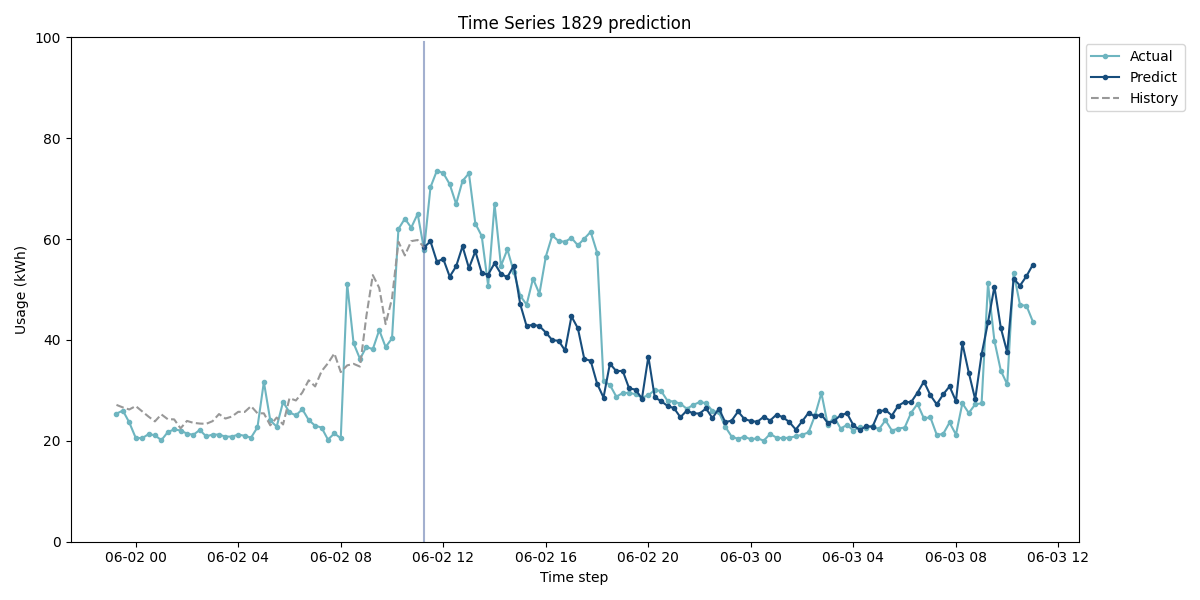 Time Series 1829 prediction
100
80
60
40
20
0
Usage (kWh)
06-02 00
06-02 04
06-02 08
06-02 12
06-02 16
06-02 20
06-03 00
06-03 04
06-03 08
06-03 12
Time step
Actual
Predict
History